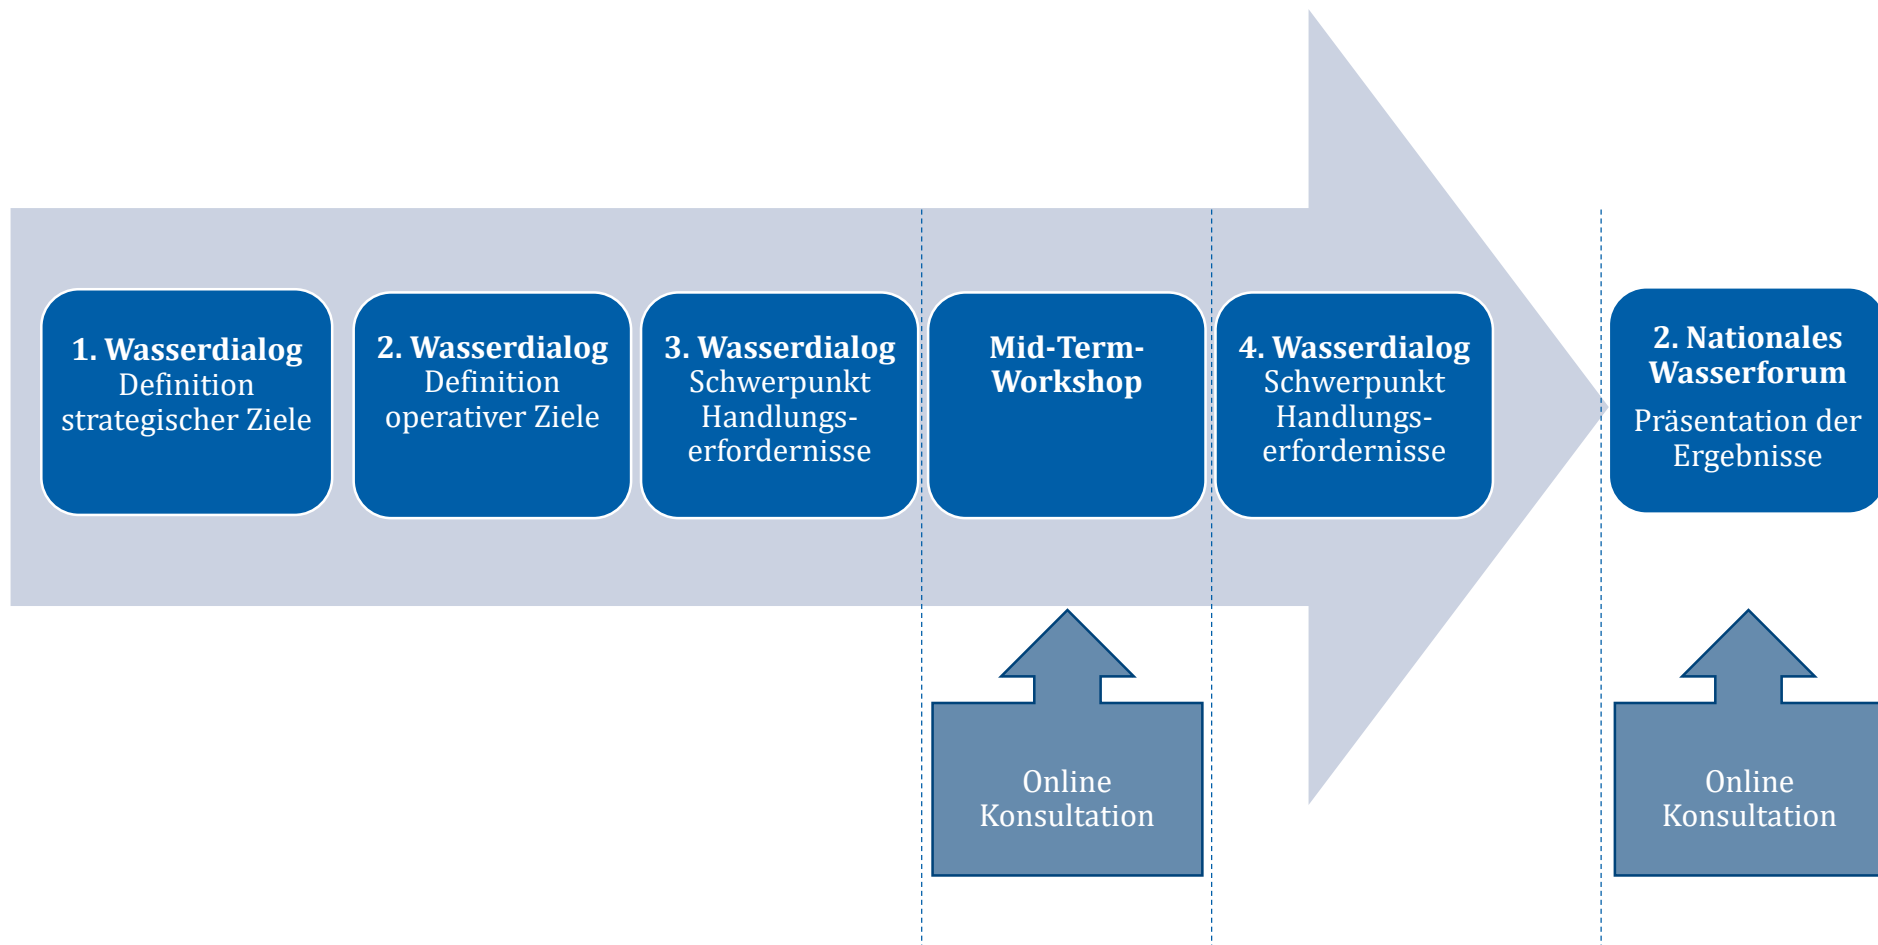 1. Wasserdialog
Definition
strategischer Ziele
2. Wasserdialog
Definition
operativer Ziele
3. Wasserdialog
Schwerpunkt
Handlungs-
erfordernisse
Mid-Term-
Workshop
4. Wasserdialog
Schwerpunkt
Handlungs-
erfordernisse
2. Nationales
Wasserforum
Präsentation der
Ergebnisse
Online
Konsultation
Online
Konsultation